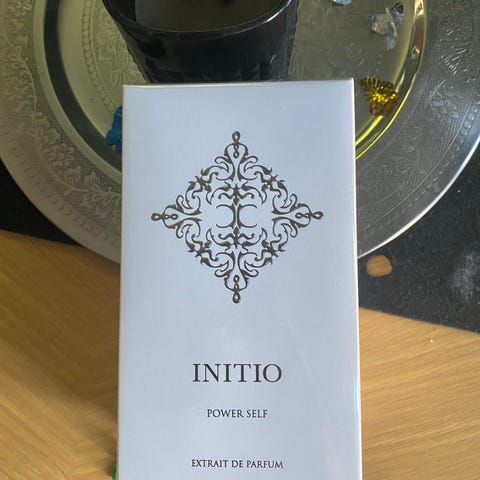 INITIO
POWER SELF
EXTRAIT DE PARFUM